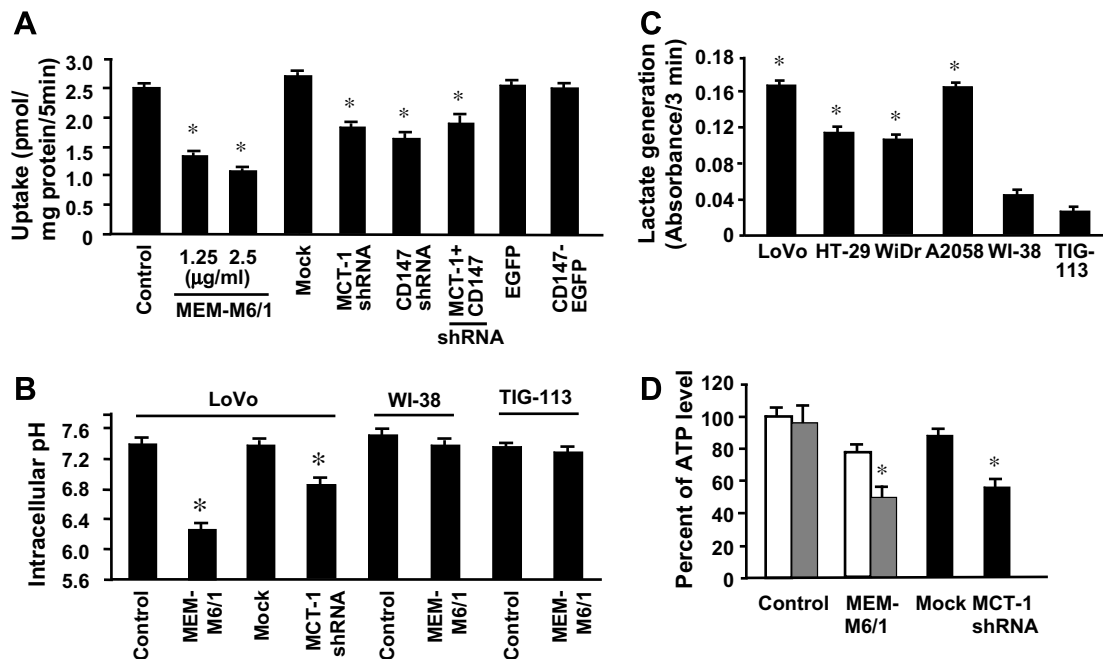 A
Uptake (pmol/
mg protein/5min)
3.0
2.5
2.0
1.5
1.0
0.5
0
*
*
*
*
*
Control
1.25
2.5
(µg/ml)
MEM-M6/1
Mock
MCT-1
shRNA
CD147
shRNA
MCT-1+
CD147
shRNA
EGFP
CD147-
EGFP
C
Lactate generation
(Absorbance/3 min)
0.18
0.16
0.12
0.08
0.04
0
*
*
*
*
LoVo
HT-29
WiDr
A2058
WI-38
TIG-
113
B
Intracellular pH
7.6
7.2
6.8
6.4
6.0
5.6
LoVo
WI-38
TIG-113
*
*
Control
MEM-
M6/1
Mock
MCT-1
shRNA
Control
MEM-
M6/1
Control
MEM-
M6/1
D
Percent of ATP level
120
100
80
60
40
20
0
*
*
Control
MEM-
M6/1
Mock
MCT-1
shRNA